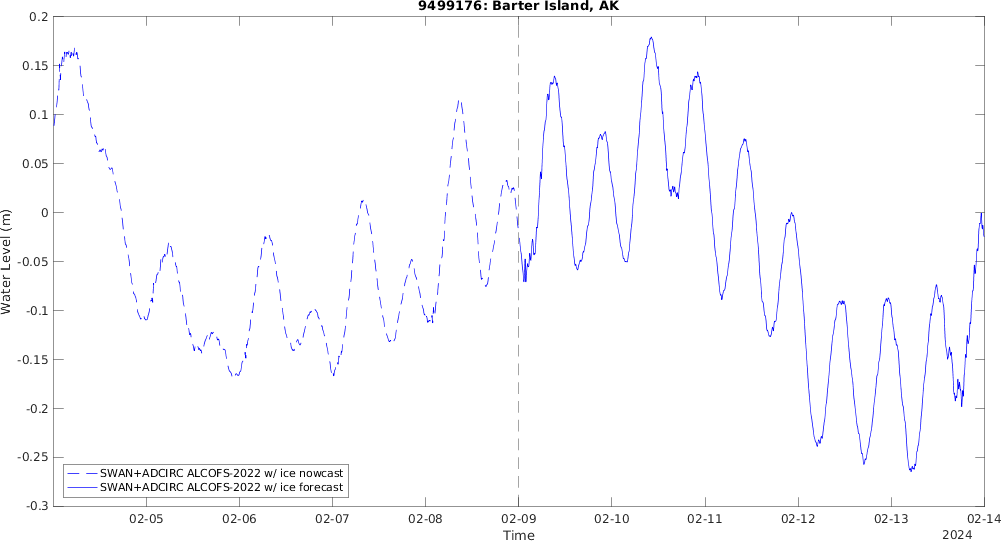 9499176: Barter Island, AK
Water Level (m)
0.2
0.15
0.1
0.05
0
-0.05
-0.1
-0.15
-0.2
-0.25
-0.3
SWAN+ADCIRC ALCOFS-2022 w/ ice nowcast
SWAN+ADCIRC ALCOFS-2022 w/ ice forecast
02-05 02-06 02-07 02-08 02-09 02-10 02-11 02-12 02-13 02-14
Time
2024